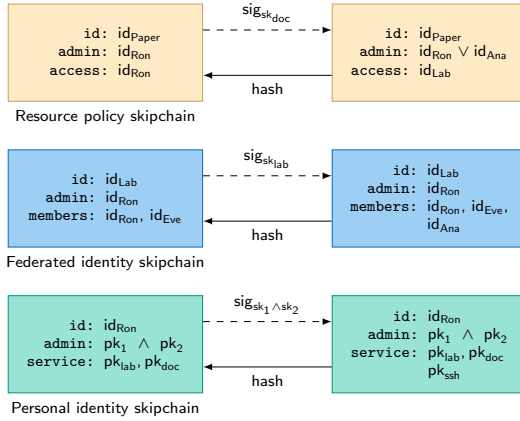 id: id_Paper
admin: id_Ron
access: id_Ron
sig_sk_doc
hash
id: id_Paper
admin: id_Ron ∨ id_Ana
access: id_Lab
Resource policy skipchain
id: id_Lab
admin: id_Ron
members: id_Ron, id_Eve
sig_sk_lab
hash
id: id_Lab
admin: id_Ron
members: id_Ron, id_Eve,
id_Ana
Federated identity skipchain
id: id_Ron
admin: pk_1 ∧ pk_2
service: pk_lab, pk_doc
sig_sk_1 ∧ sk_2
hash
id: id_Ron
admin: pk_1 ∧ pk_2
service: pk_lab, pk_doc
pk_ssh
Personal identity skipchain